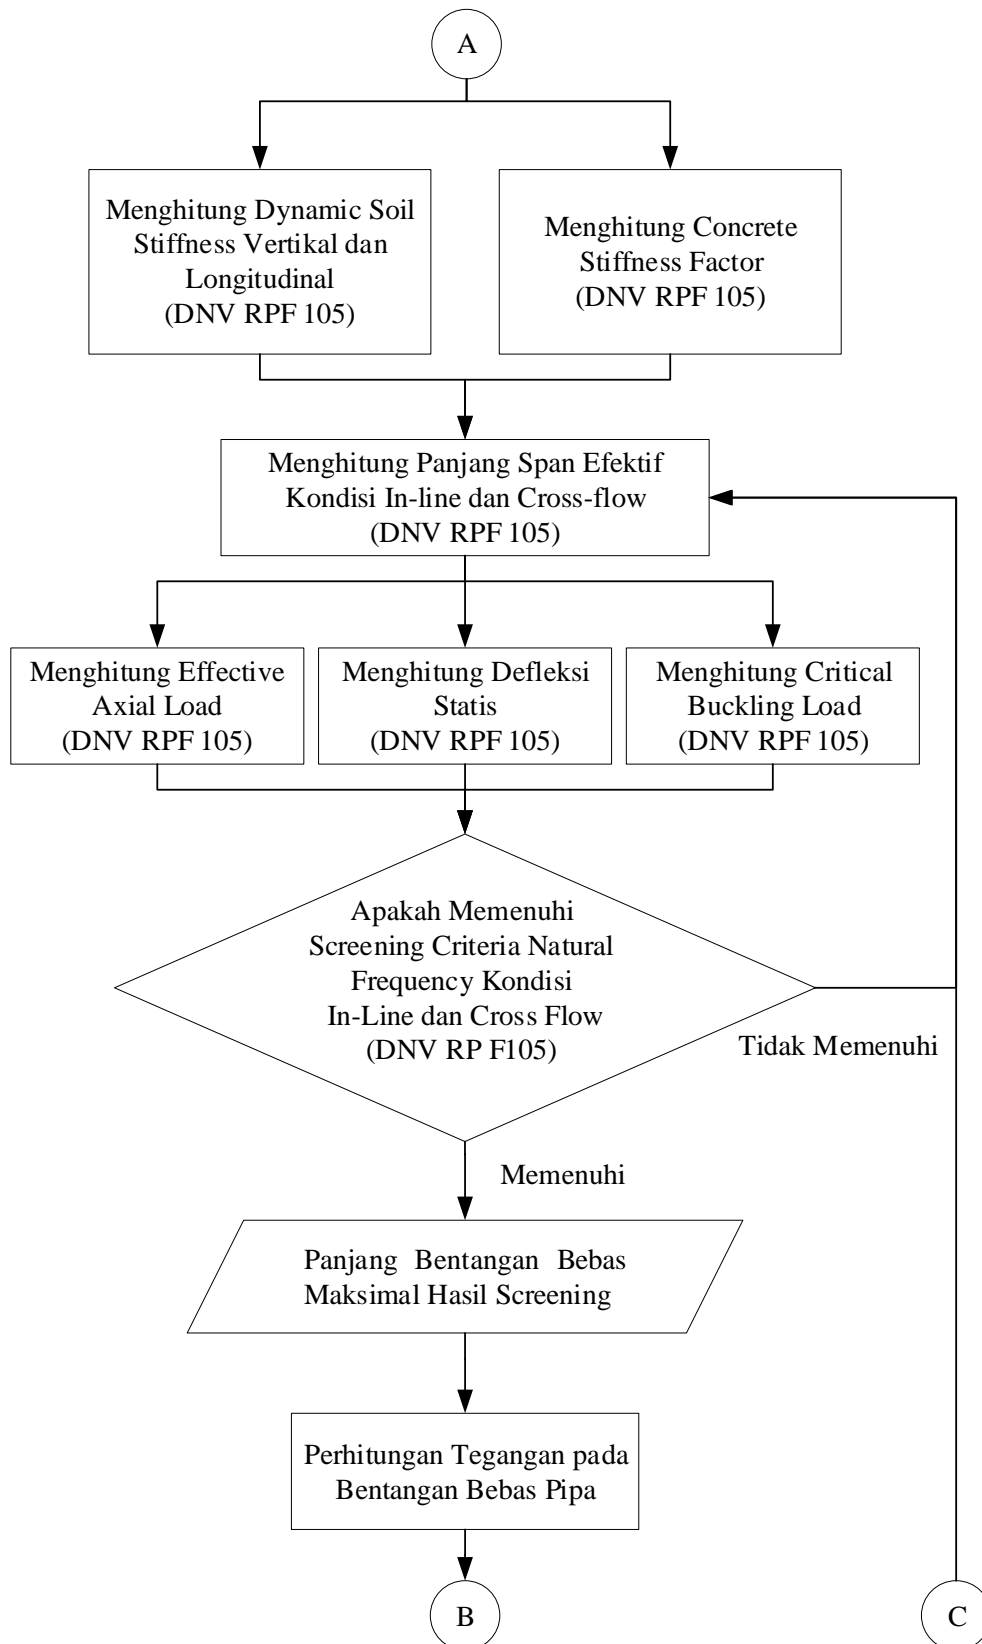 A
Menghitung Dynamic Soil
Stiffness Vertikal dan
Longitudinal
(DNV RPF 105)
Menghitung Concrete
Stiffness Factor
(DNV RPF 105)
Menghitung Panjang Span Efektif
Kondisi In-line dan Cross-flow
(DNV RPF 105)
Menghitung Effective
Axial Load
(DNV RPF 105)
Menghitung Defleksi
Statis
(DNV RPF 105)
Menghitung Critical
Buckling Load
(DNV RPF 105)
Apakah Memenuhi
Screening Criteria Natural
Frequency Kondisi
In-Line dan Cross Flow
(DNV RP F105)
Tidak Memenuhi
Memenuhi
Panjang Bentangan Bebas
Maksimal Hasil Screening
Perhitungan Tegangan pada
Bentangan Bebas Pipa
B
C